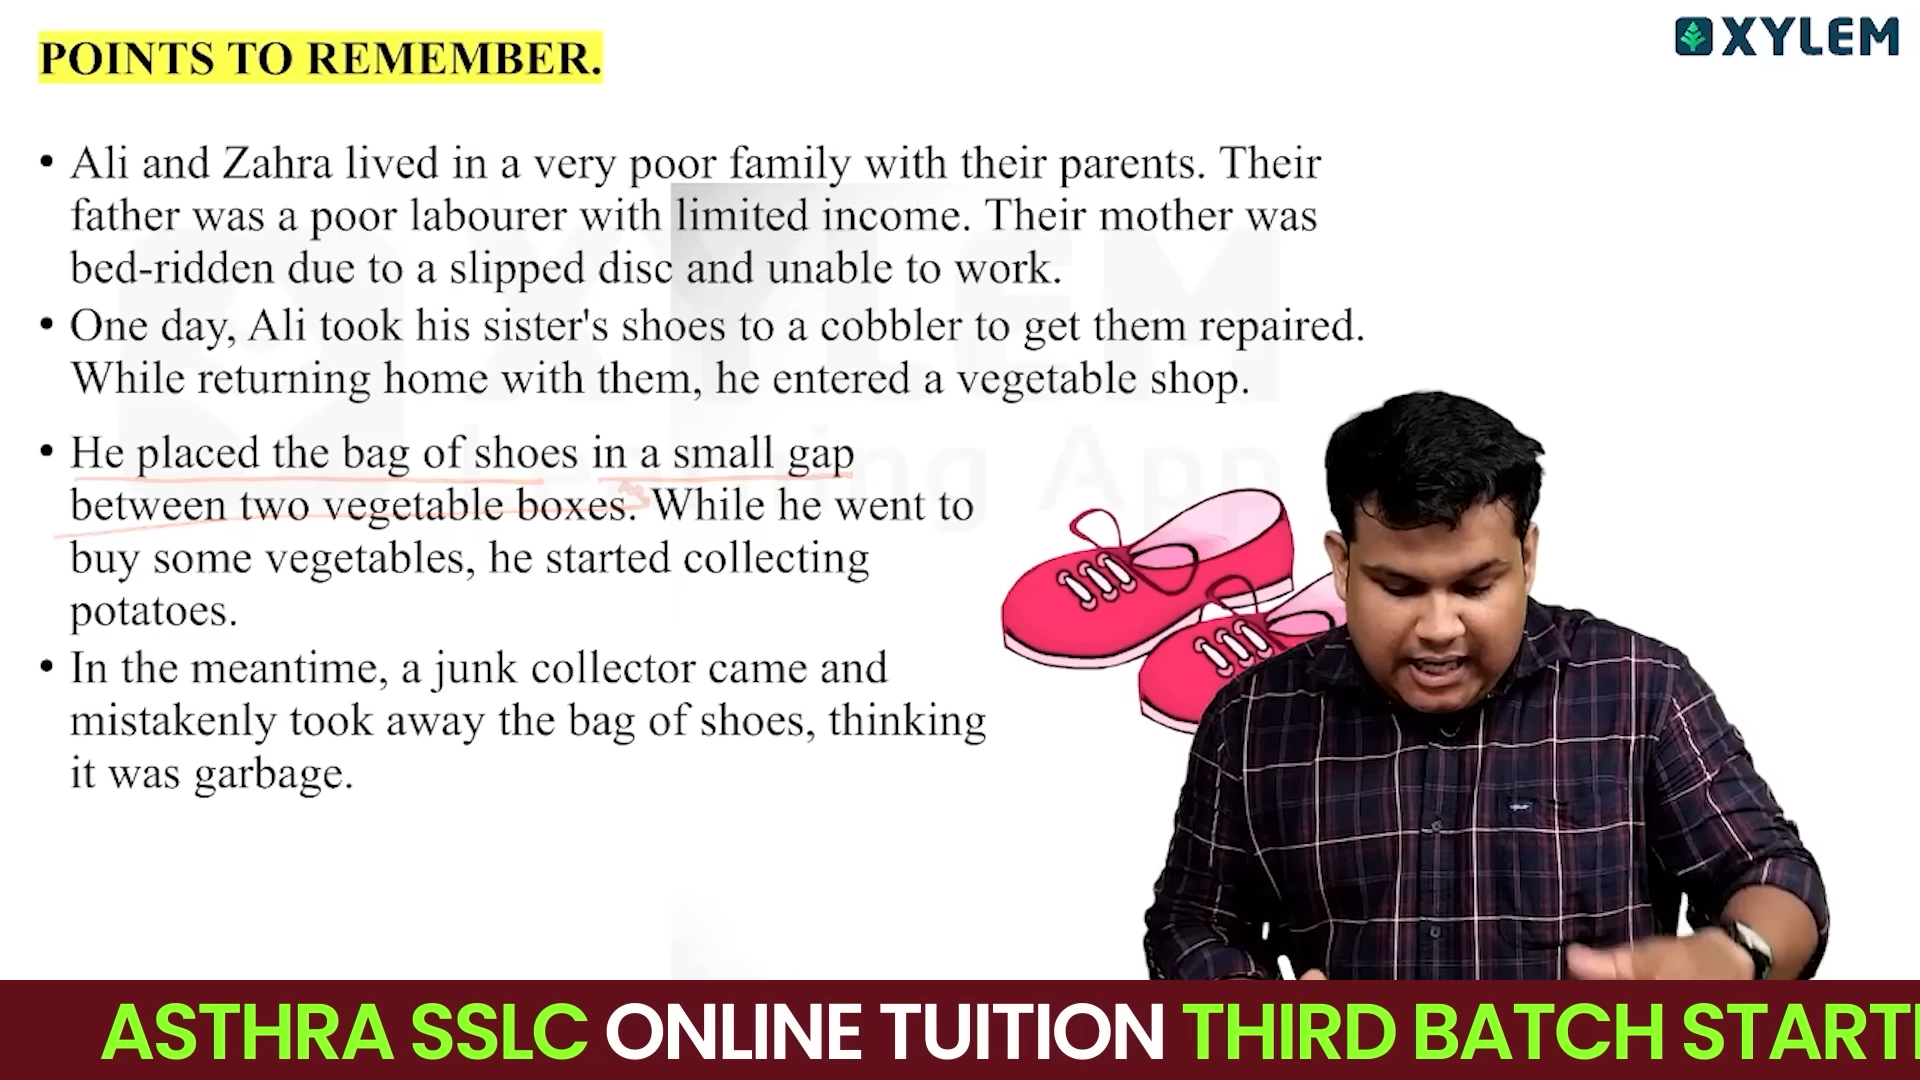 POINTS TO REMEMBER.
XYLEM
• Ali and Zahra lived in a very poor family with their parents. Their
father was a poor labourer with limited income. Their mother was
bed-ridden due to a slipped disc and unable to work.
• One day, Ali took his sister's shoes to a cobbler to get them repaired.
While returning home with them, he entered a vegetable shop.
• He placed the bag of shoes in a small gap
between two vegetable boxes. While he went to
buy some vegetables, he started collecting
potatoes.
• In the meantime, a junk collector came and
mistakenly took away the bag of shoes, thinking
it was garbage.
ASTHRA SSLC ONLINE TUITION THIRD BATCH